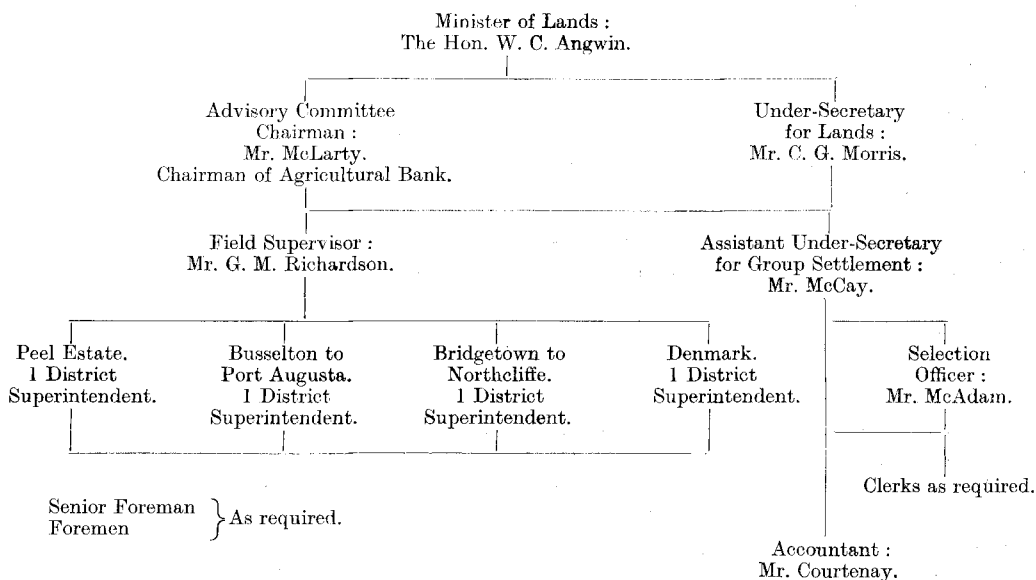 Minister of Lands :
The Hon. W. C. Angwin.
Advisory Committee
Chairman :
Mr. McLarty.
Chairman of Agricultural Bank.
Under-Secretary
for Lands :
Mr. C. G. Morris.
Field Supervisor :
Mr. G. M. Richardson.
Assistant Under-Secretary
for Group Settlement :
Mr. McCay.
Peel Estate.
1 District
Superintendent.
Busselton to
Port Augusta.
1 District
Superintendent.
Bridgetown to
Northcliffe.
1 District
Superintendent.
Denmark.
1 District
Superintendent.
Selection
Officer :
Mr. McAdam.
Clerks as required.
Senior Foreman
Foremen
As required.
Accountant :
Mr. Courtenay.